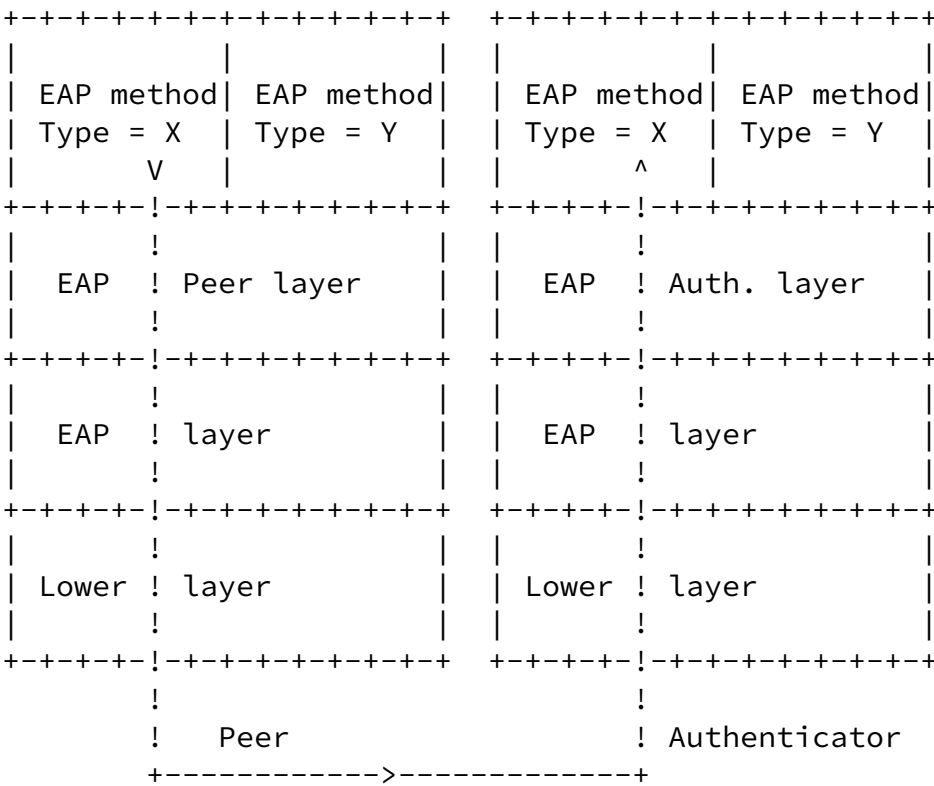 +-+-+-+-+-+-+-+-+-+-+-+-+  +-+-+-+-+-+-+-+-+-+-+-+-+
|           |           |  |           |           |
| EAP method| EAP method|  | EAP method| EAP method|
| Type = X  | Type = Y  |  | Type = X  | Type = Y  |
|       V   |           |  |       ^   |           |
+-+-+-+-!-+-+-+-+-+-+-+-+  +-+-+-+-!-+-+-+-+-+-+-+-+
|       !               |  |       !               |
|  EAP  ! Peer layer    |  |  EAP  ! Auth. layer   |
|       !               |  |       !               |
+-+-+-+-!-+-+-+-+-+-+-+-+  +-+-+-+-!-+-+-+-+-+-+-+-+
|       !               |  |       !               |
|  EAP  ! layer         |  |  EAP  ! layer         |
|       !               |  |       !               |
+-+-+-+-!-+-+-+-+-+-+-+-+  +-+-+-+-!-+-+-+-+-+-+-+-+
|       !               |  |       !               |
| Lower ! layer         |  | Lower ! layer         |
|       !               |  |       !               |
+-+-+-+-!-+-+-+-+-+-+-+-+  +-+-+-+-!-+-+-+-+-+-+-+-+
        !                          !
        !   Peer                   ! Authenticator
        +------------>-------------+